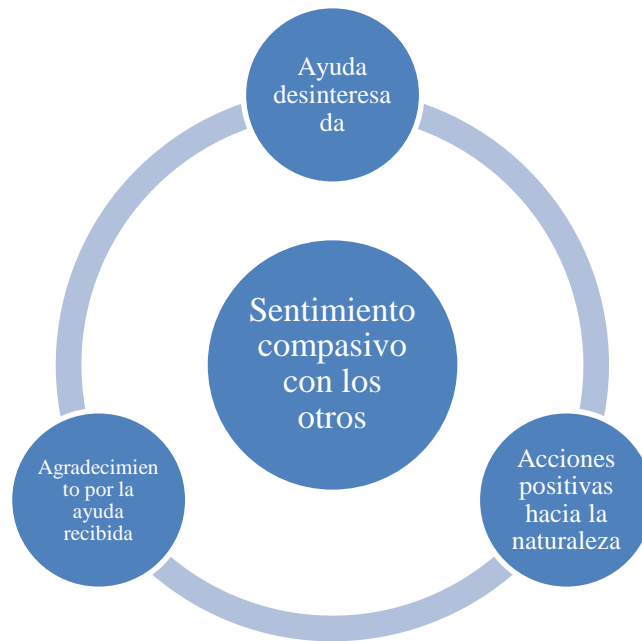 Ayuda
desinteresa
da
Sentimiento
compasivo
con los
otros
Agradecimien
to por la
ayuda
recibida
Acciones
positivas
hacia la
naturaleza